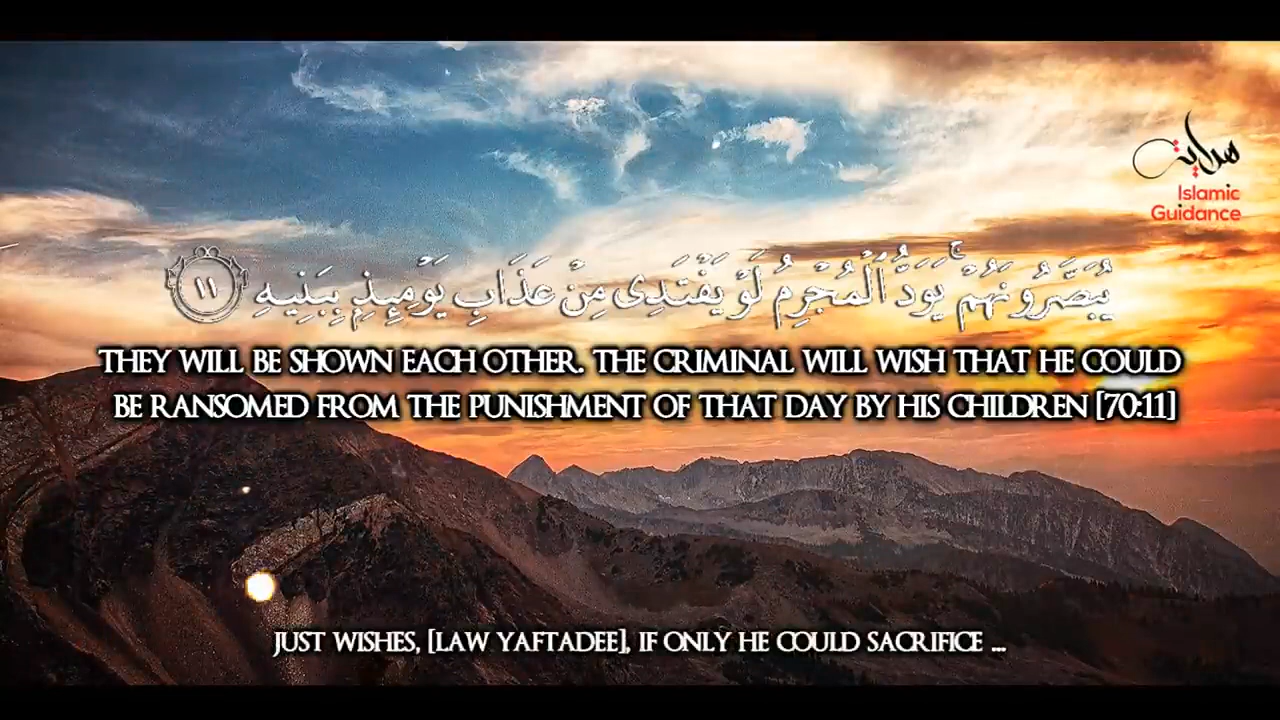 هداية
Islamic
Guidance
يُبَصَّرُونَهُمْ ۚ يَوَدُّ ٱلْمُجْرِمُ لَوْ يَفْتَدِى مِنْ عَذَابِ يَوْمِئِذٍۭ بِبَنِيهِ ١١
THEY WILL BE SHOWN EACH OTHER. THE CRIMINAL WILL WISH THAT HE COULD
BE RANSOMED FROM THE PUNISHMENT OF THAT DAY BY HIS CHILDREN [70:11]
JUST WISHES, [LAW YAFTADEE], IF ONLY HE COULD SACRIFICE ...